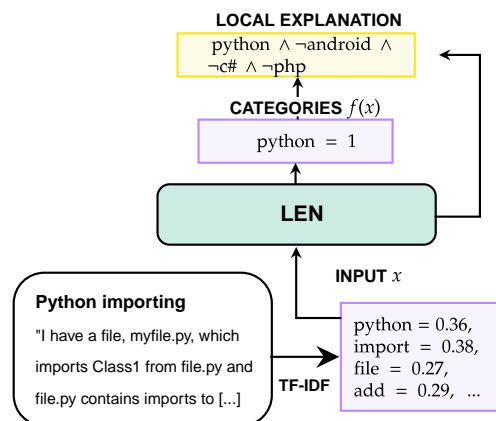 LOCAL EXPLANATION
python ∧ ¬android ∧
¬c# ∧ ¬php
CATEGORIES f(x)
python = 1
LEN
INPUT x
Python importing
"I have a file, myfile.py, which
imports Class1 from file.py and
file.py contains imports to [...]
TF-IDF
python = 0.36,
import = 0.38,
file = 0.27,
add = 0.29, ...